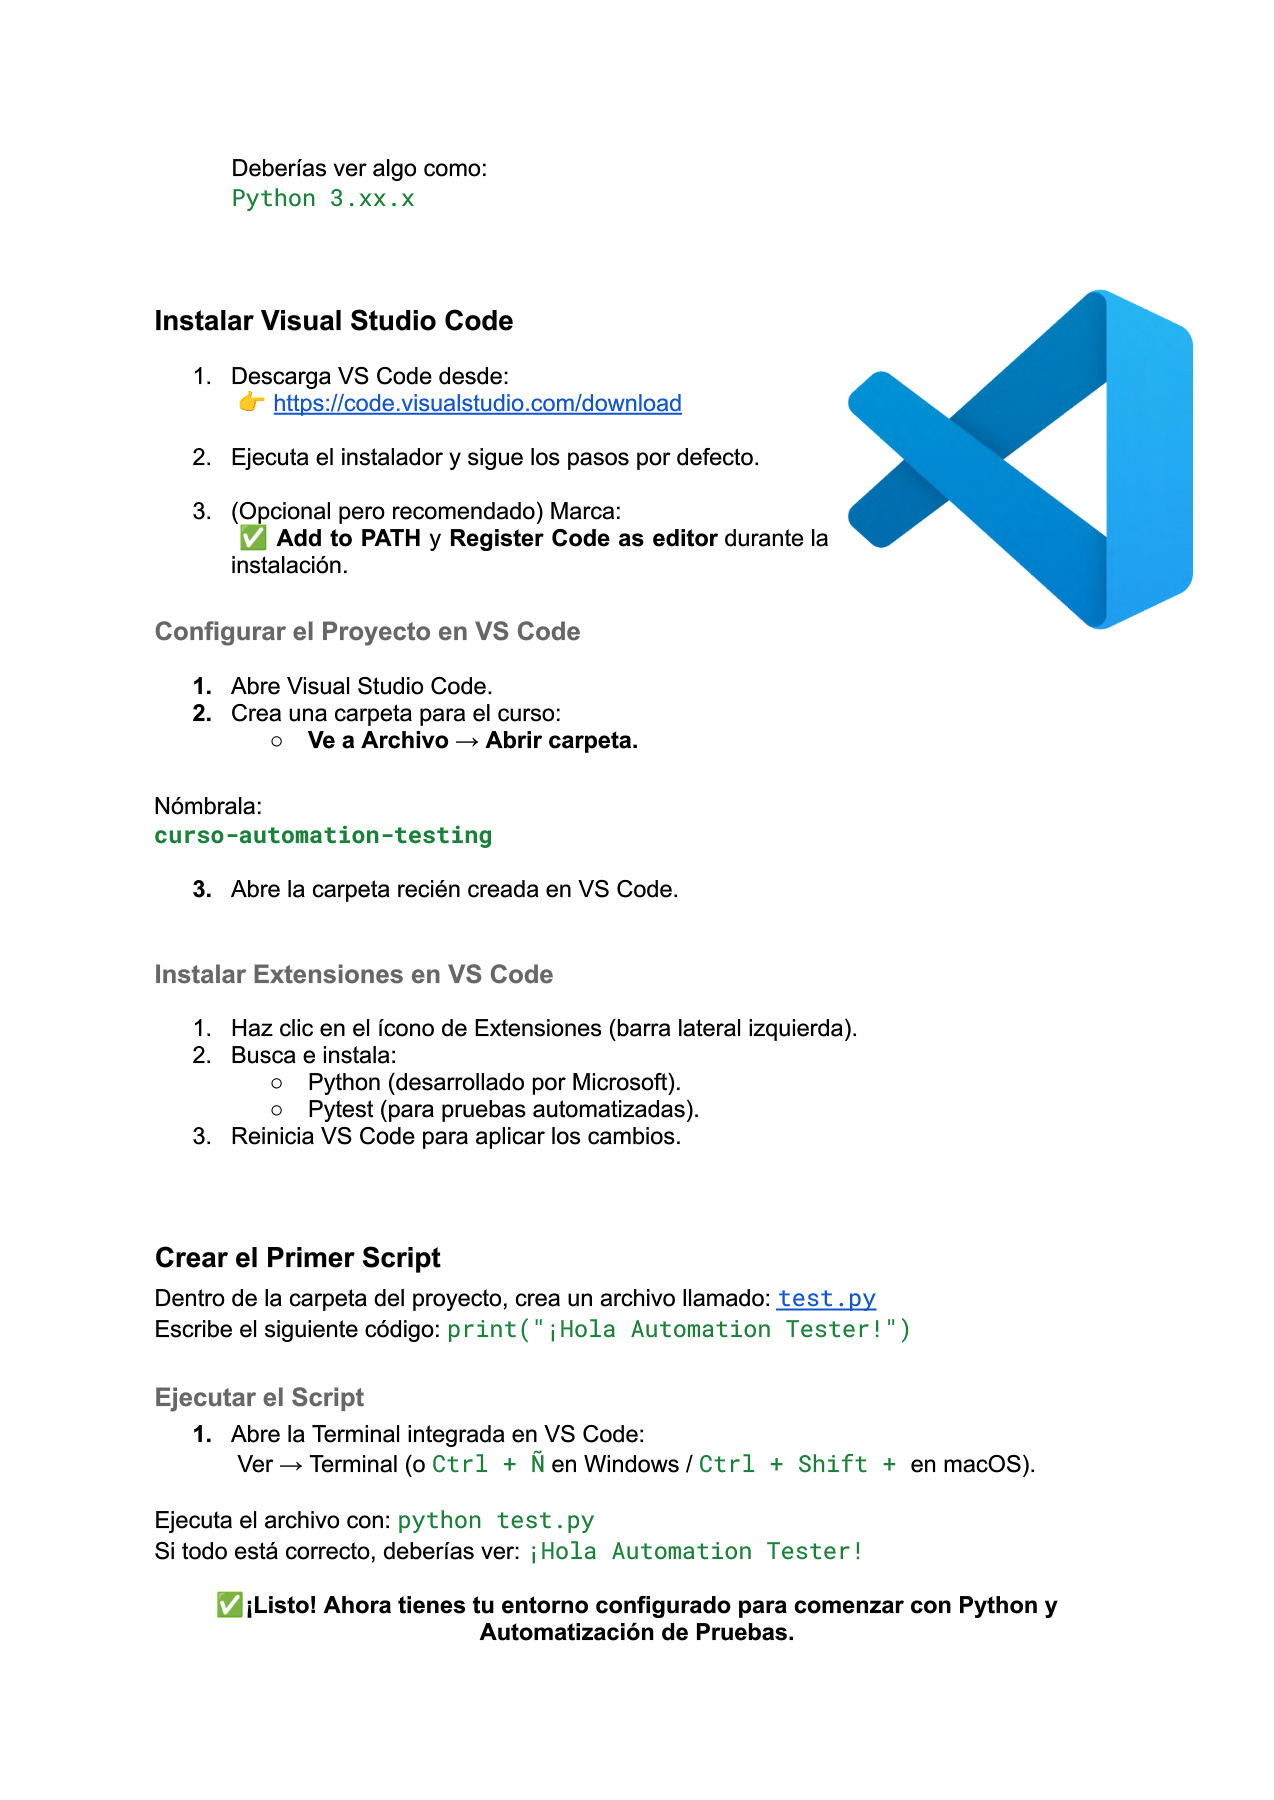 Deberías ver algo como:
Python 3.xx.x
Instalar Visual Studio Code
1. Descarga VS Code desde:
👉 https://code.visualstudio.com/download
2. Ejecuta el instalador y sigue los pasos por defecto.
3. (Opcional pero recomendado) Marca:
✅ Add to PATH y Register Code as editor durante la
instalación.
Configurar el Proyecto en VS Code
1. Abre Visual Studio Code.
2. Crea una carpeta para el curso:
○ Ve a Archivo → Abrir carpeta.
Nómbrala:
curso-automation-testing
3. Abre la carpeta recién creada en VS Code.
Instalar Extensiones en VS Code
1. Haz clic en el ícono de Extensiones (barra lateral izquierda).
2. Busca e instala:
○ Python (desarrollado por Microsoft).
○ Pytest (para pruebas automatizadas).
3. Reinicia VS Code para aplicar los cambios.
Crear el Primer Script
Dentro de la carpeta del proyecto, crea un archivo llamado: test.py
Escribe el siguiente código: print("¡Hola Automation Tester!")
Ejecutar el Script
1. Abre la Terminal integrada en VS Code:
Ver → Terminal (o Ctrl + Ñ en Windows / Ctrl + Shift + en macOS).
Ejecuta el archivo con: python test.py
Si todo está correcto, deberías ver: ¡Hola Automation Tester!
✅¡Listo! Ahora tienes tu entorno configurado para comenzar con Python y
Automatización de Pruebas.